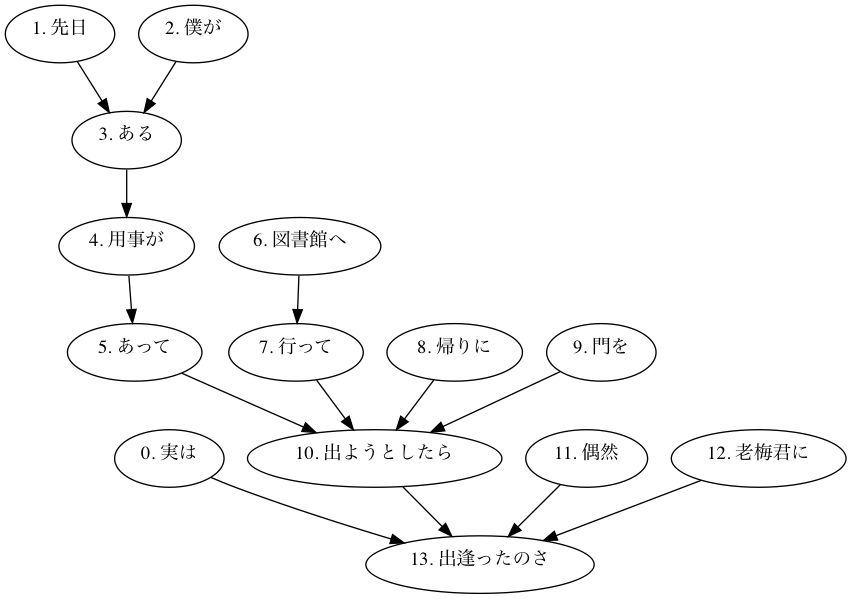 1. 先日
2. 僕が
3. ある
4. 用事が
6. 図書館へ
5. あって
7. 行って
8. 帰りに
9. 門を
0. 実は
10. 出ようとしたら
11. 偶然
12. 老梅君に
13. 出逢ったのさ